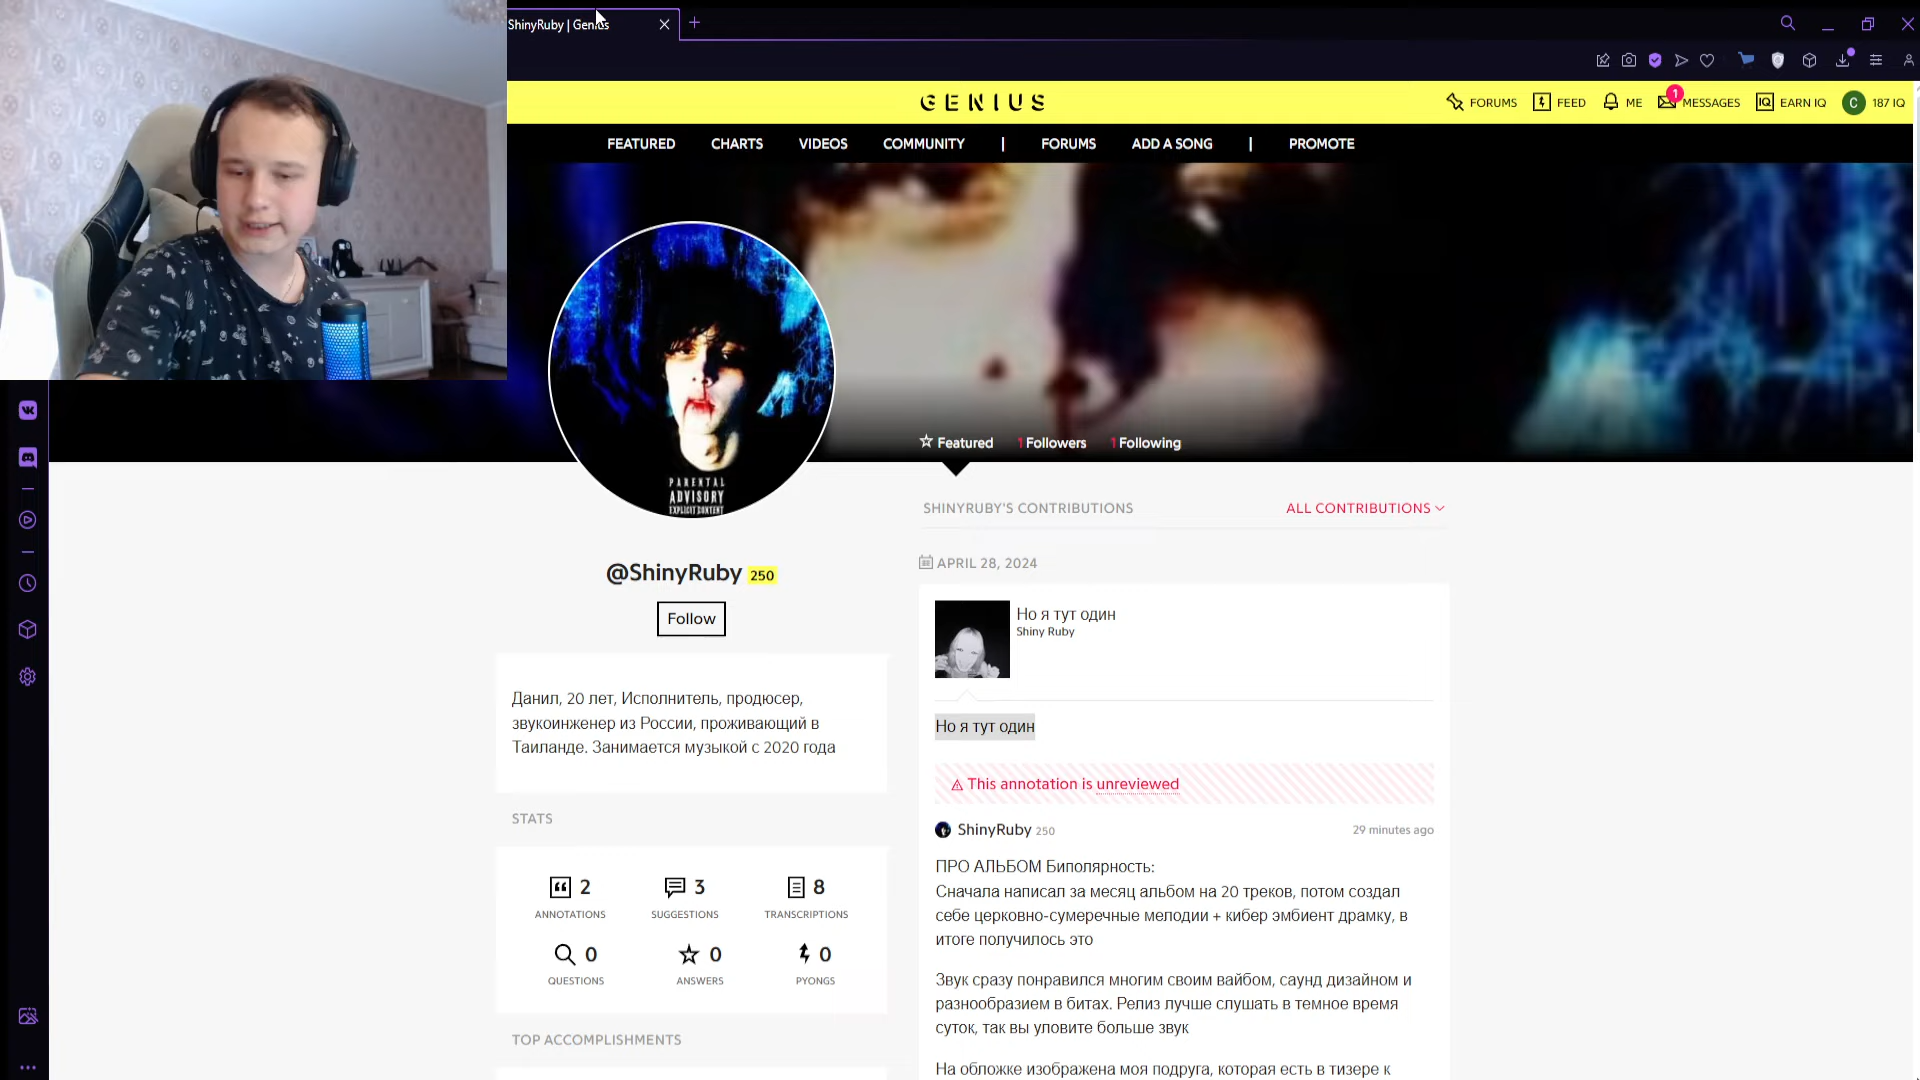 ShinyRuby | Genius
GENIUS
FORUMS
FEED
ME
1
MESSAGES
IQ
EARN IQ
C
187 IQ
FEATURED
CHARTS
VIDEOS
COMMUNITY
|
FORUMS
ADD A SONG
|
PROMOTE
PARENTAL
ADVISORY
EXPLICIT CONTENT
Featured
1 Followers
1 Following
@ShinyRuby 250
Follow
Данил, 20 лет, Исполнитель, продюсер,
звукоинженер из России, проживающий в
Таиланде. Занимается музыкой с 2020 года
STATS
2
ANNOTATIONS
3
SUGGESTIONS
8
TRANSCRIPTIONS
0
QUESTIONS
0
ANSWERS
0
PYONGS
TOP ACCOMPLISHMENTS
SHINYRUBY'S CONTRIBUTIONS
ALL CONTRIBUTIONS
APRIL 28, 2024
Но я тут один
Shiny Ruby
Но я тут один
This annotation is unreviewed
ShinyRuby 250
29 minutes ago
ПРО АЛЬБОМ Биполярность:
Сначала написал за месяц альбом на 20 треков, потом создал
себе церковно-сумеречные мелодии + кибер эмбиент драмку, в
итоге получилось это
Звук сразу понравился многим своим вайбом, саунд дизайном и
разнообразием в битах. Релиз лучше слушать в темное время
суток, так вы уловите больше звук
На обложке изображена моя подруга, которая есть в тизере к